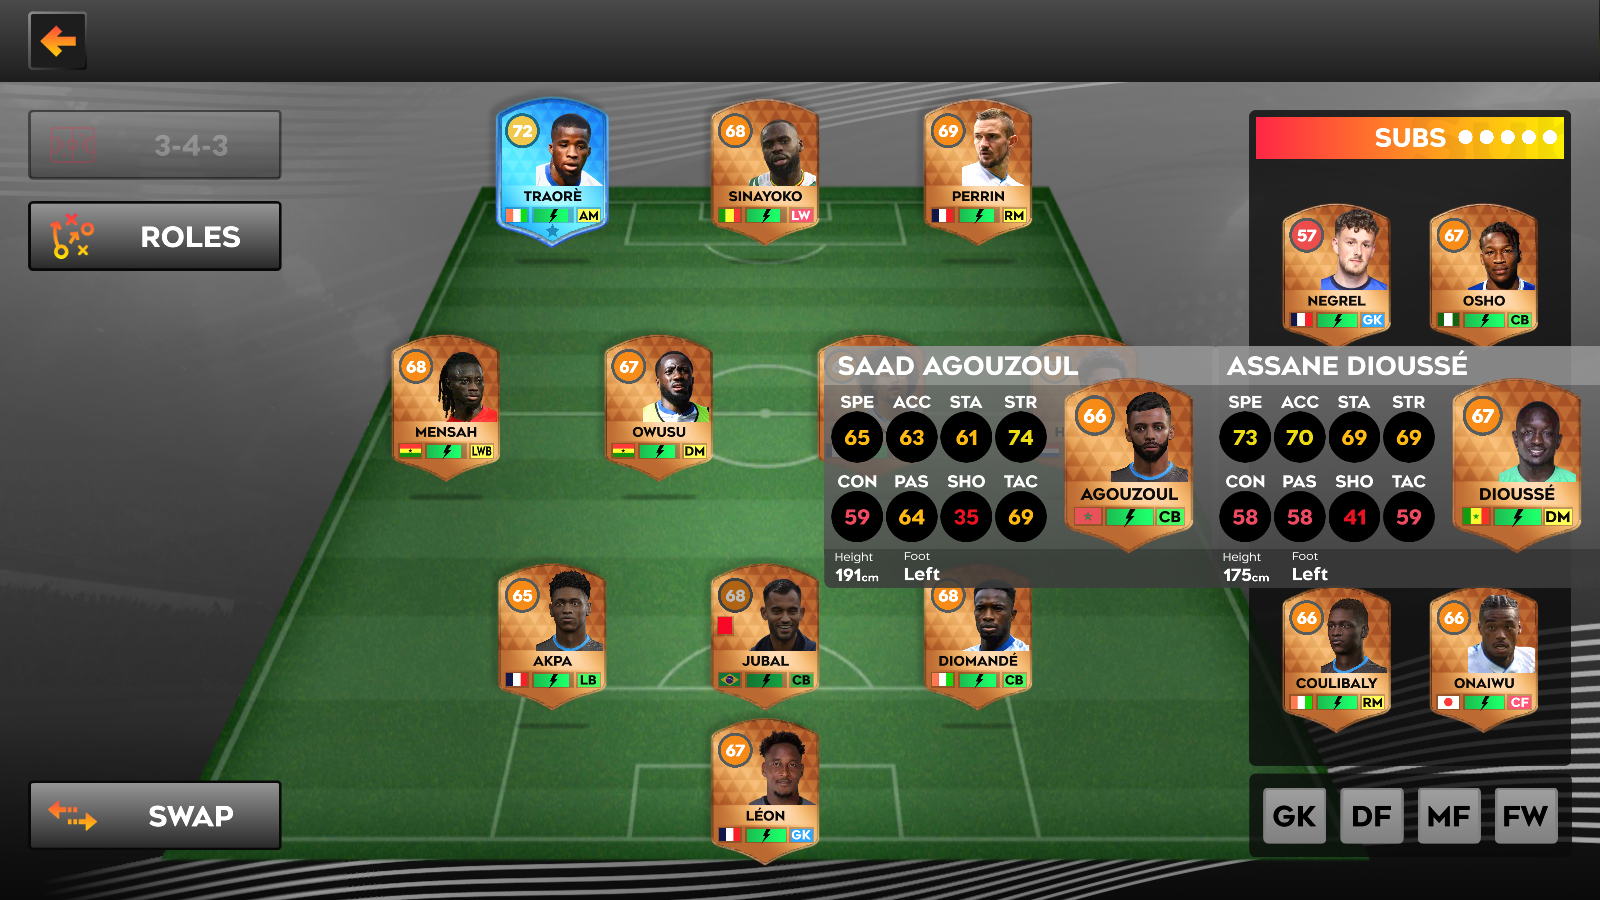 3-4-3
ROLES
SWAP
72
TRAORÈ
AM
68
SINAYOKO
LW
69
PERRIN
RM
SUBS
57
NEGREL
GK
67
OSHO
CB
68
MENSAH
LWB
67
OWUSU
DM
SAAD AGOUZOUL
SPE ACC STA STR
65 63 61 74
CON PAS SHO TAC
59 64 35 69
Height Foot
191cm Left
66
AGOUZOUL
CB
ASSANE DIOUSSÉ
SPE ACC STA STR
73 70 69 69
CON PAS SHO TAC
58 58 41 59
Height Foot
175cm Left
67
DIOUSSÉ
DM
65
AKPA
LB
68
JUBAL
CB
68
DIOMANDÉ
CB
66
COULIBALY
RM
66
ONAIWU
CF
67
LÉON
GK
GK DF MF FW